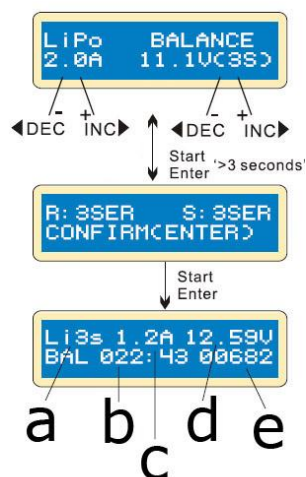 LiPo BALANCE
2.0A 11.1V(3S)
- + - +
◀DEC INC▶ ◀DEC INC▶
Start
Enter '>3 seconds'
R: 3SER S: 3SER
CONFIRM(ENTER)
Start
Enter
Li3s 1.2A 12.59V
BAL 022:43 00682
a b c d e